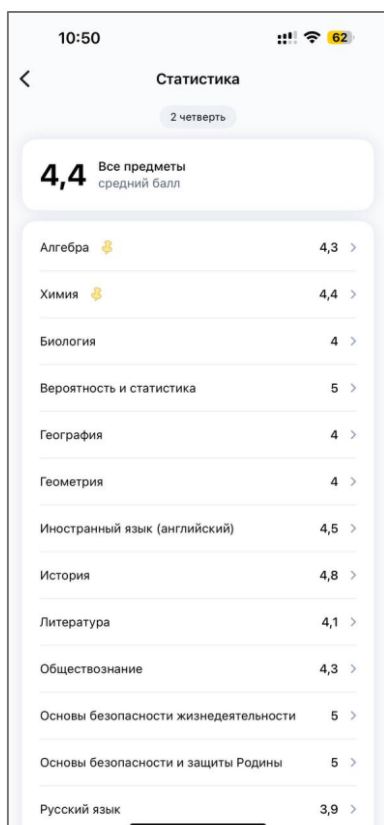 10:50
62
Статистика
2 четверть
4,4
Все предметы
средний балл
Алгебра 4,3
Химия 4,4
Биология 4
Вероятность и статистика 5
География 4
Геометрия 4
Иностранный язык (английский) 4,5
История 4,8
Литература 4,1
Обществознание 4,3
Основы безопасности жизнедеятельности 5
Основы безопасности и защиты Родины 5
Русский язык 3,9